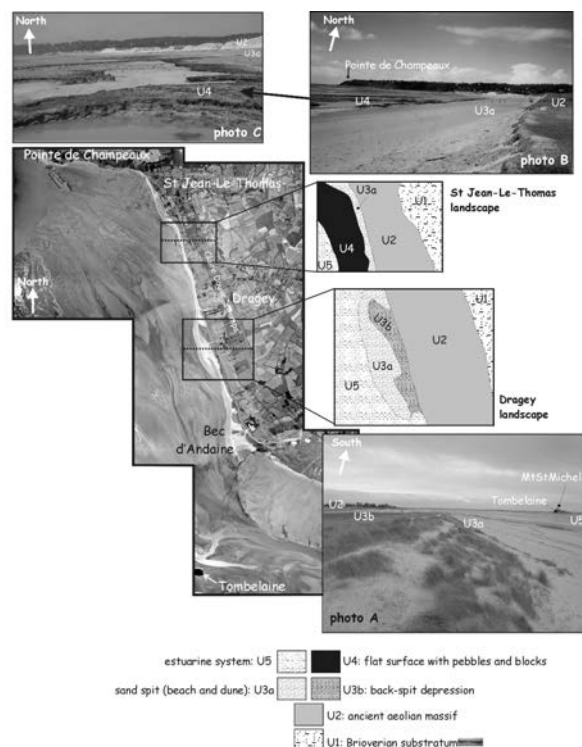 North
U2
U3a
U4
photo C
North
Pointe de Champeaux
U4
U3a
U2
photo B
Pointe de Champeaux
St Jean-Le-Thomas
North
Dragey
Bec
d'Andaine
Tombelaine
U3a
U1
U4
U2
U5
St Jean-Le-Thomas
landscape
U1
U3b
U2
U3a
U5
Dragey
landscape
South
MtStMichel
Tombelaine
U2
U3b
U3a
U5
photo A
estuarine system: U5
U4: flat surface with pebbles and blocks
sand spit (beach and dune): U3a
U3b: back-spit depression
U2: ancient aeolian massif
U1: Brioverian substratum